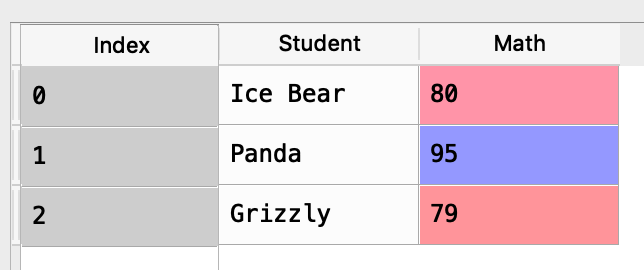 Index Student Math
0 Ice Bear 80
1 Panda 95
2 Grizzly 79